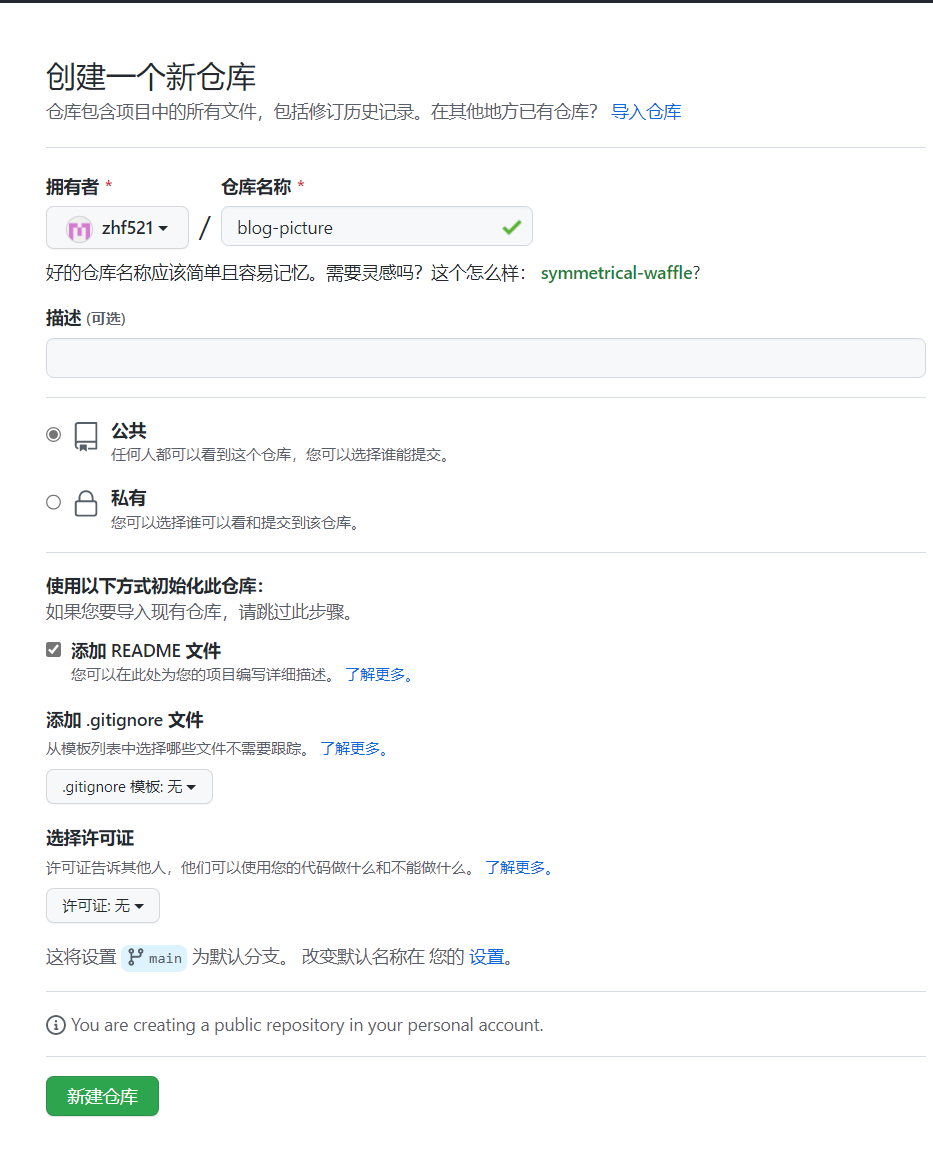 创建一个新仓库
仓库包含项目中的所有文件，包括修订历史记录。在其他地方已有仓库？ 导入仓库
拥有者 * 仓库名称 *
zhf521 / blog-picture
好的仓库名称应该简单且容易记忆。需要灵感吗？这个怎么样： symmetrical-waffle?
描述 (可选)
公共
任何人都可以看到这个仓库，您可以选择谁能提交。
私有
您可以选择谁可以看和提交到该仓库。
使用以下方式初始化此仓库：
如果您要导入现有仓库，请跳过此步骤。
添加 README 文件
您可以在此处为您的项目编写详细描述。 了解更多。
添加 .gitignore 文件
从模板列表中选择哪些文件不需要跟踪。 了解更多。
.gitignore 模板: 无
选择许可证
许可证告诉其他人，他们可以使用您的代码做什么和不能做什么。 了解更多。
许可证: 无
这将设置 main 为默认分支。 改变默认名称在 您的 设置。
You are creating a public repository in your personal account.
新建仓库